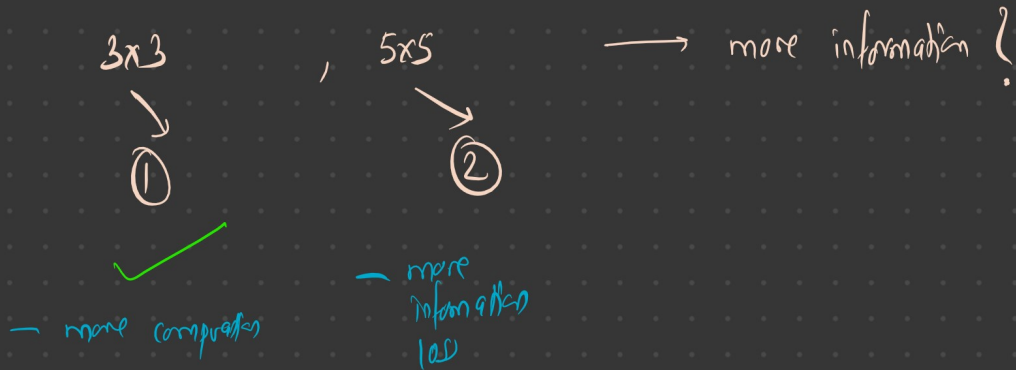 3x3 , 5x5 → more information ?
1 2
- more computation
- more
information
loss